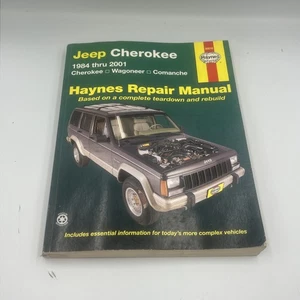 Jeep Cherokee
1984 thru 2001
Cherokee □ Wagoneer □ Comanche
Haynes
Haynes Repair Manual
Based on a complete teardown and rebuild
Includes essential information for today's more complex vehicles